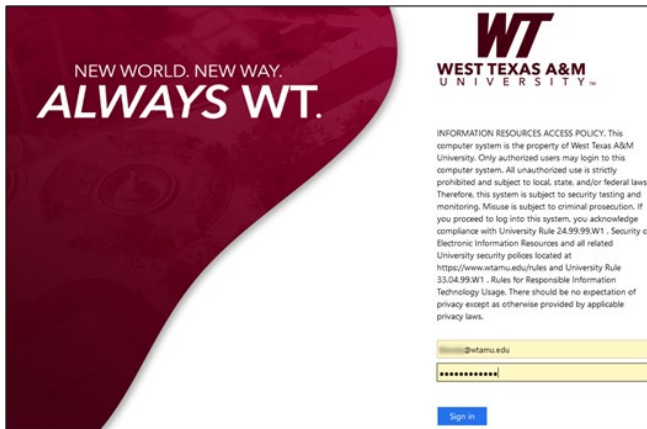 NEW WORLD. NEW WAY.
ALWAYS WT.
WT
WEST TEXAS A&M
UNIVERSITY™
INFORMATION RESOURCES ACCESS POLICY. This
computer system is the property of West Texas A&M
University. Only authorized users may login to this
computer system. All unauthorized use is strictly
prohibited and subject to local, state, and/or federal laws
Therefore, this system is subject to security testing and
monitoring. Misuse is subject to criminal prosecution. If
you proceed to log into this system, you acknowledge
compliance with University Rule 24.99.99.W1 . Security o
Electronic Information Resources and all related
University security polices located at
https://www.wtamu.edu/rules and University Rule
33.04.99.W1 . Rules for Responsible Information
Technology Usage. There should be no expectation of
privacy except as otherwise provided by applicable
privacy laws.
@wtamu.edu
Sign in